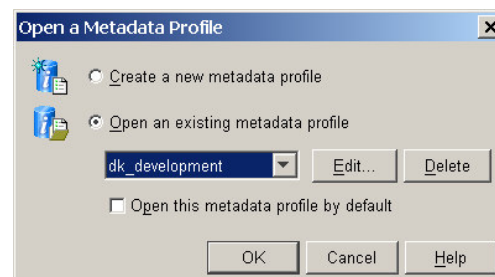 Open a Metadata Profile
Create a new metadata profile
Open an existing metadata profile
dk_development Edit... Delete
Open this metadata profile by default
OK Cancel Help